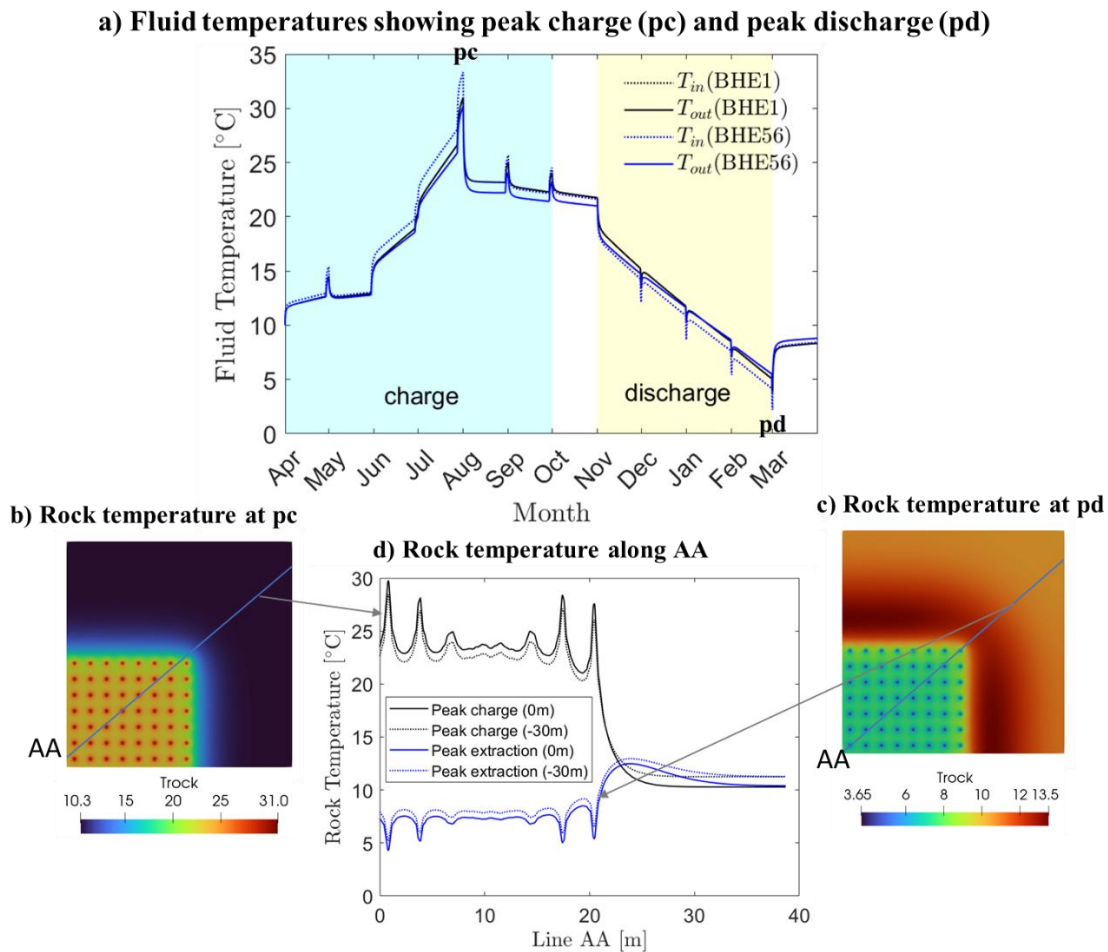 a) Fluid temperatures showing peak charge (pc) and peak discharge (pd)
pc
35
30
25
20
15
10
5
0
Fluid Temperature [°C]
T_in(BHE1)
T_out(BHE1)
T_in(BHE56)
T_out(BHE56)
charge
discharge
pd
Apr
May
Jun
Jul
Aug
Sep
Oct
Nov
Dec
Jan
Feb
Mar
Month
b) Rock temperature at pc
AA
Trock
10.3 15 20 25 31.0
d) Rock temperature along AA
30
25
20
15
10
5
0
Rock Temperature [°C]
Peak charge (0m)
Peak charge (-30m)
Peak extraction (0m)
Peak extraction (-30m)
0 10 20 30 40
Line AA [m]
c) Rock temperature at pd
AA
Trock
3.65 6 8 10 12 13.5